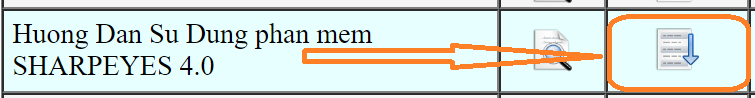 Huong Dan Su Dung phan mem
SHARPEYES 4.0